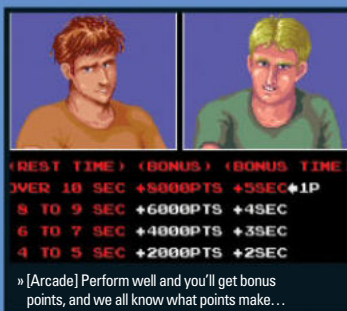 (REST TIME) (BONUS) (BONUS TIME
OVER 10 SEC +8000PTS +5SEC←1P
8 TO 9 SEC +6000PTS +4SEC
6 TO 7 SEC +4000PTS +3SEC
4 TO 5 SEC +2000PTS +2SEC
» [Arcade] Perform well and you'll get bonus
points, and we all know what points make…